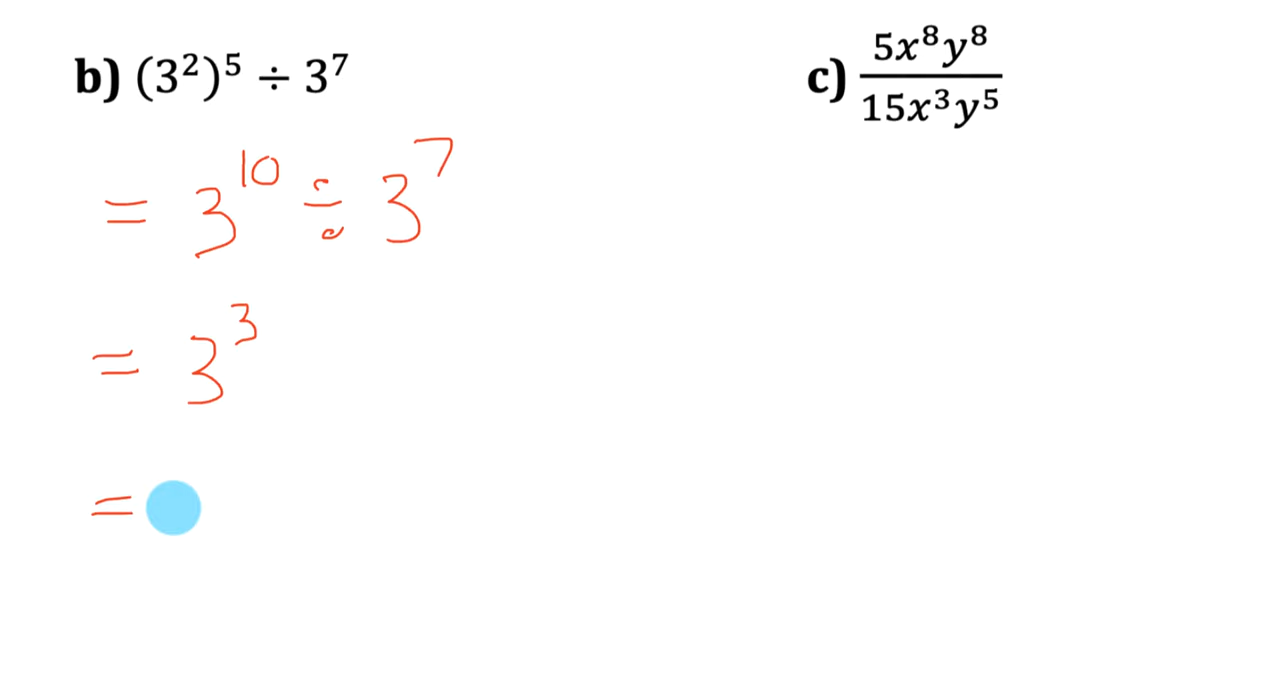 b) (3²)⁵ ÷ 3⁷
= 3¹⁰ ÷ 3⁷
= 3³
=
c) 5x⁸y⁸
15x³y⁵